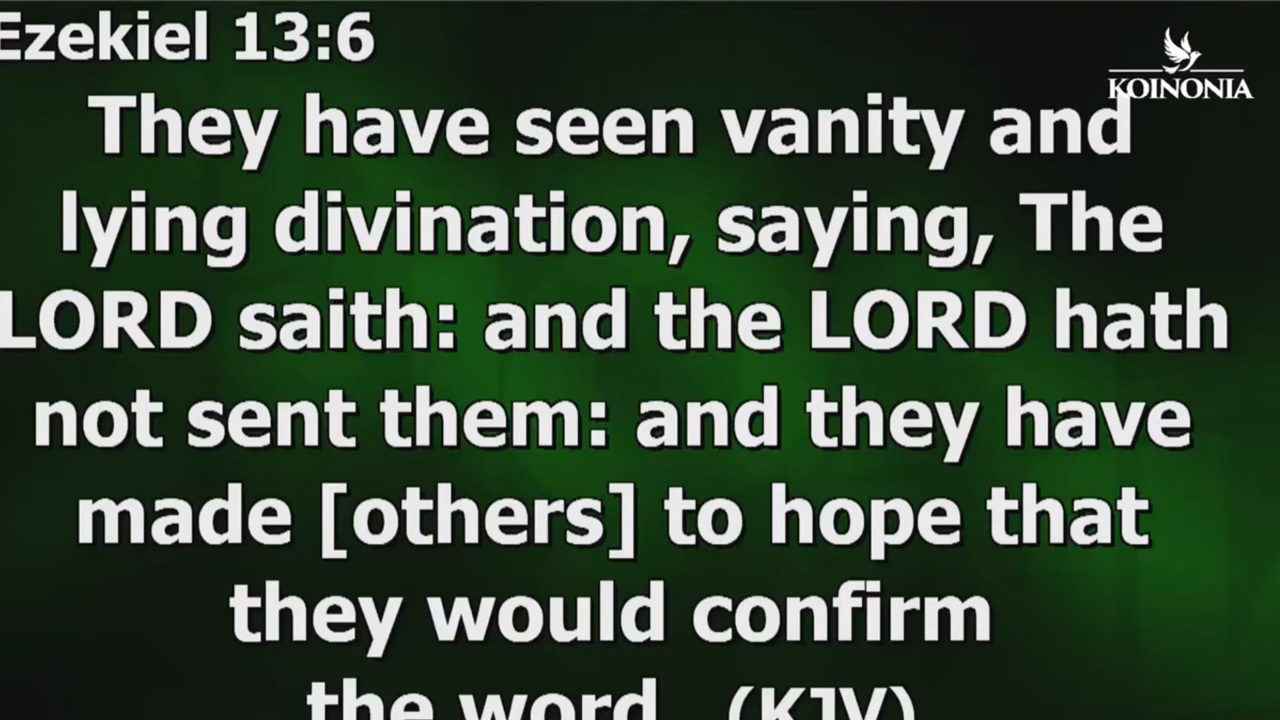 Ezekiel 13:6
KOINONIA
They have seen vanity and
lying divination, saying, The
LORD saith: and the LORD hath
not sent them: and they have
made [others] to hope that
they would confirm
the word. (KJV)